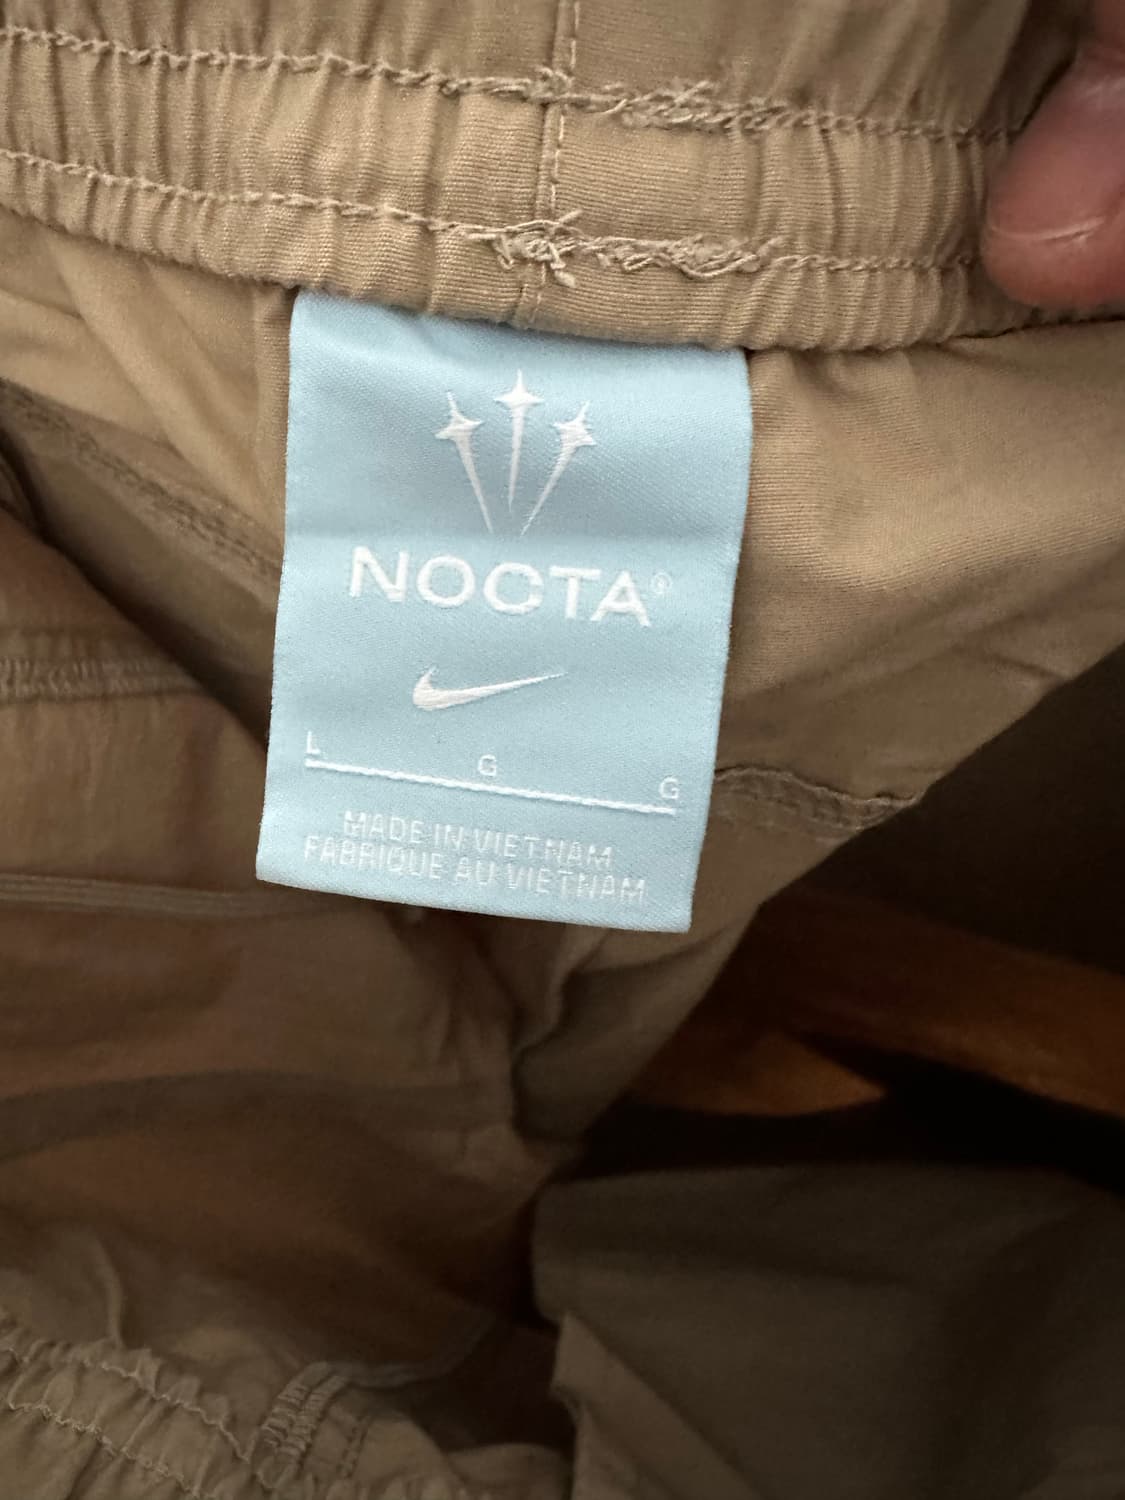 NOCTA®
L G G
MADE IN VIETNAM
FABRIQUE AU VIETNAM